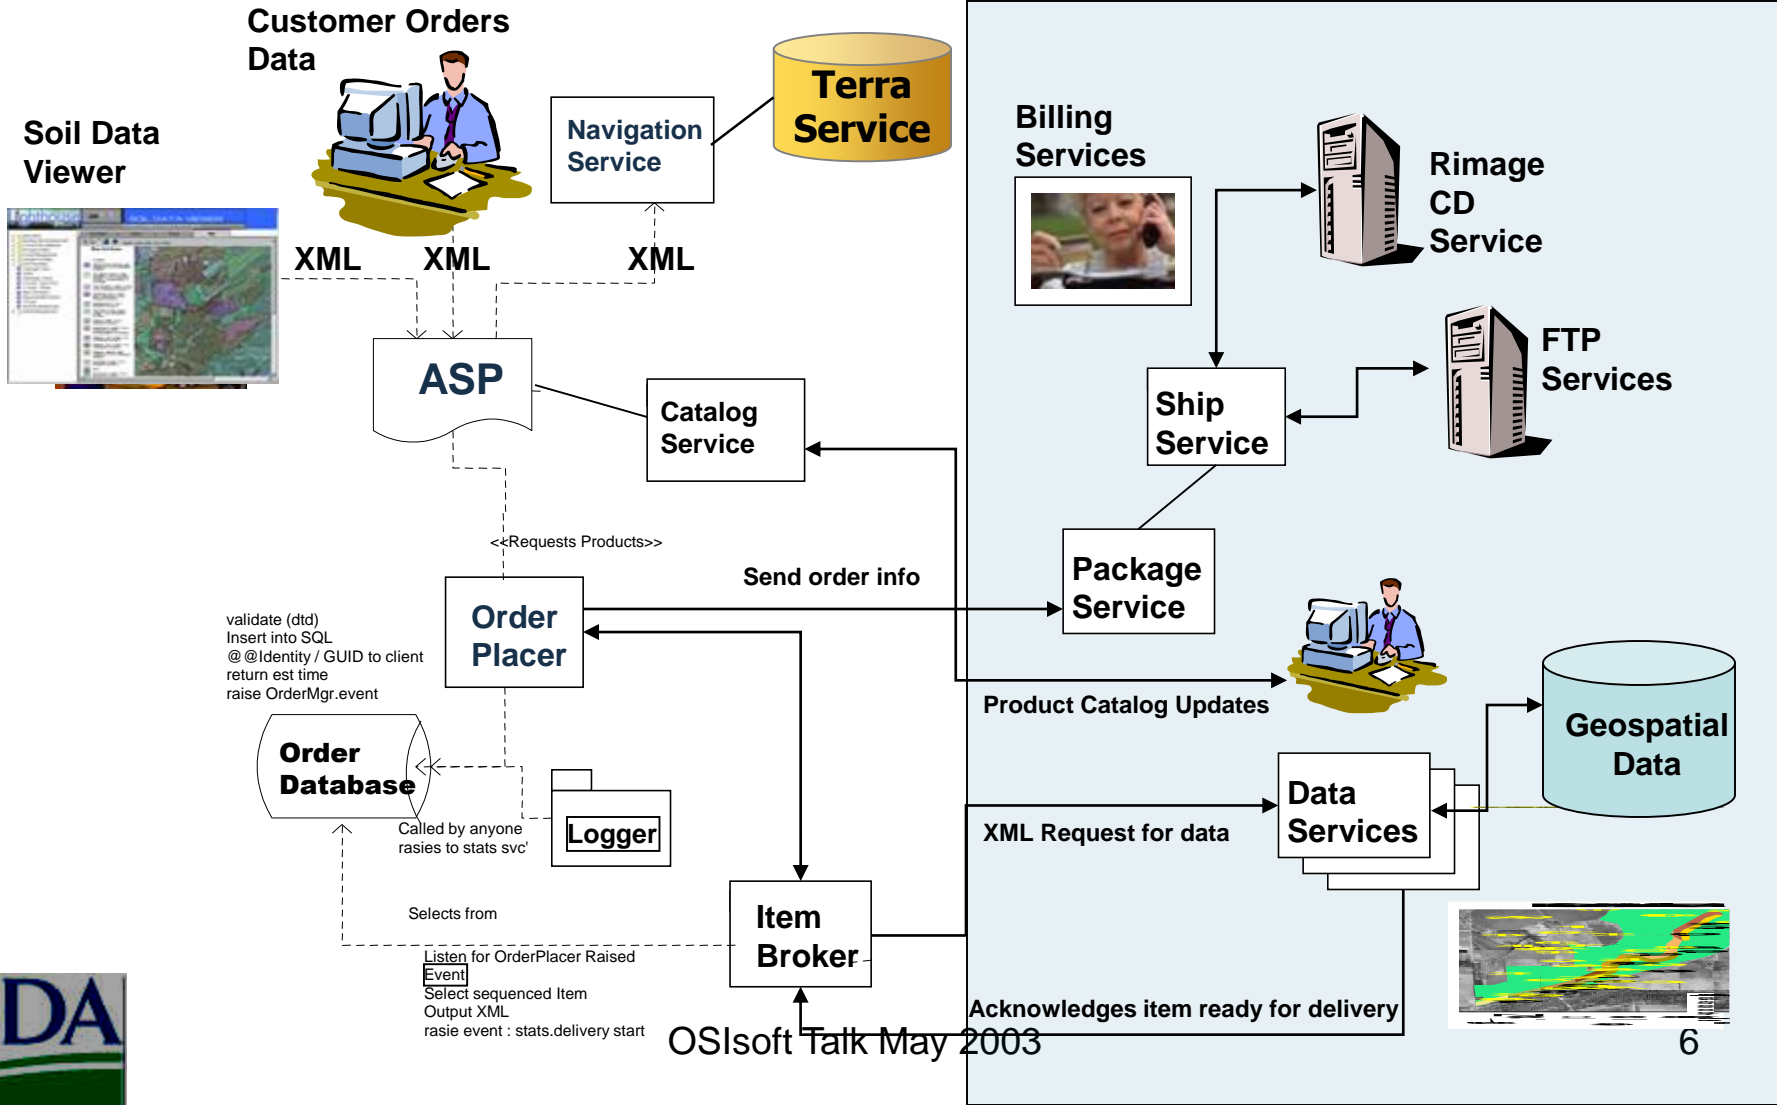 Customer Orders
Data
Soil Data
Viewer
Navigation
Service
Terra
Service
Billing
Services
Rimage
CD
Service
XML
XML
XML
ASP
Catalog
Service
Ship
Service
FTP
Services
<<Requests Products>>
Send order info
Package
Service
Order
Placer
validate (dtd)
Insert into SQL
@@Identity / GUID to client
return est time
raise OrderMgr.event
Product Catalog Updates
Geospatial
Data
Order
Database
Called by anyone
rasies to stats svc'
Logger
Data
Services
XML Request for data
Selects from
Item
Broker
Listen for OrderPlacer Raised
Event
Select sequenced Item
Output XML
rasie event : stats.delivery start
Acknowledges item ready for delivery
DA
OSIsoft Talk May 2003
6